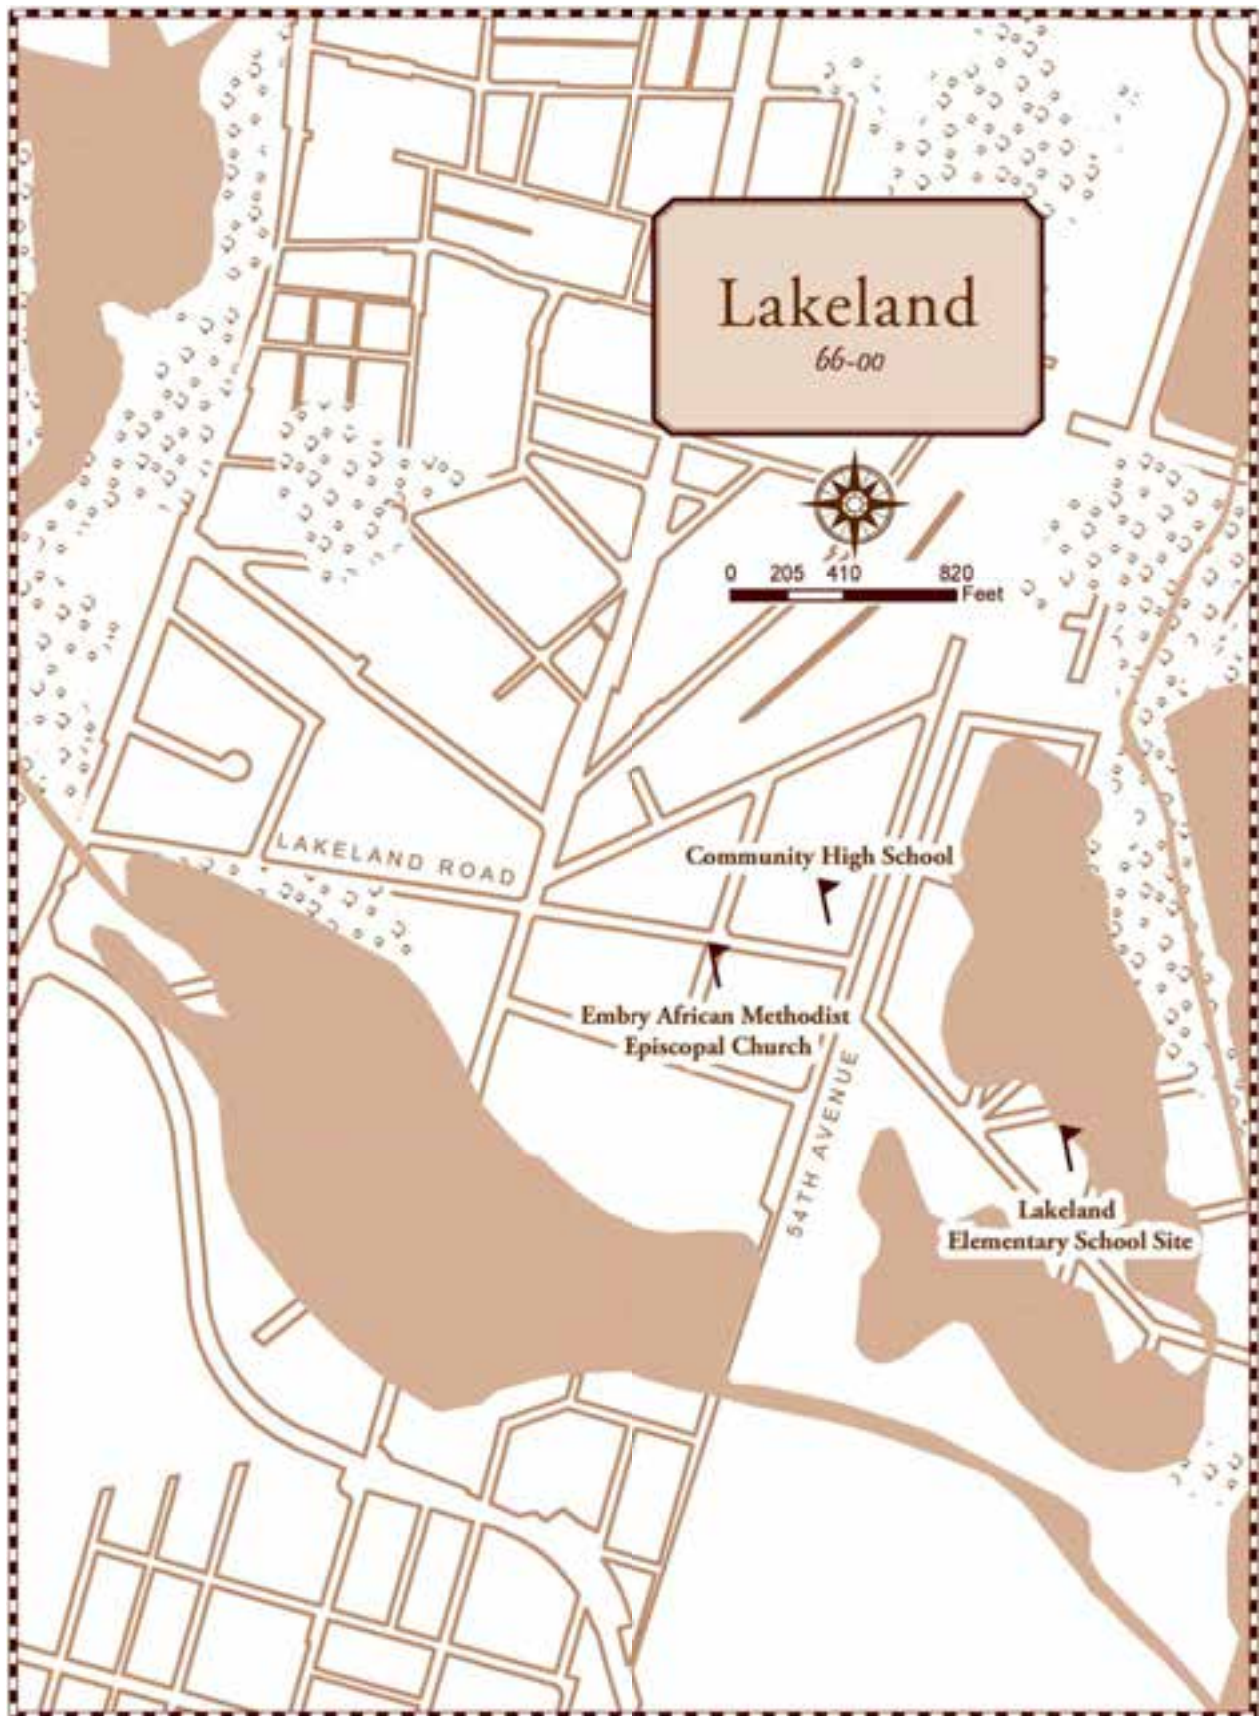 Lakeland
66-00
0 205 410 820
Feet
LAKELAND ROAD
Community High School
Embry African Methodist
Episcopal Church
54TH AVENUE
Lakeland
Elementary School Site